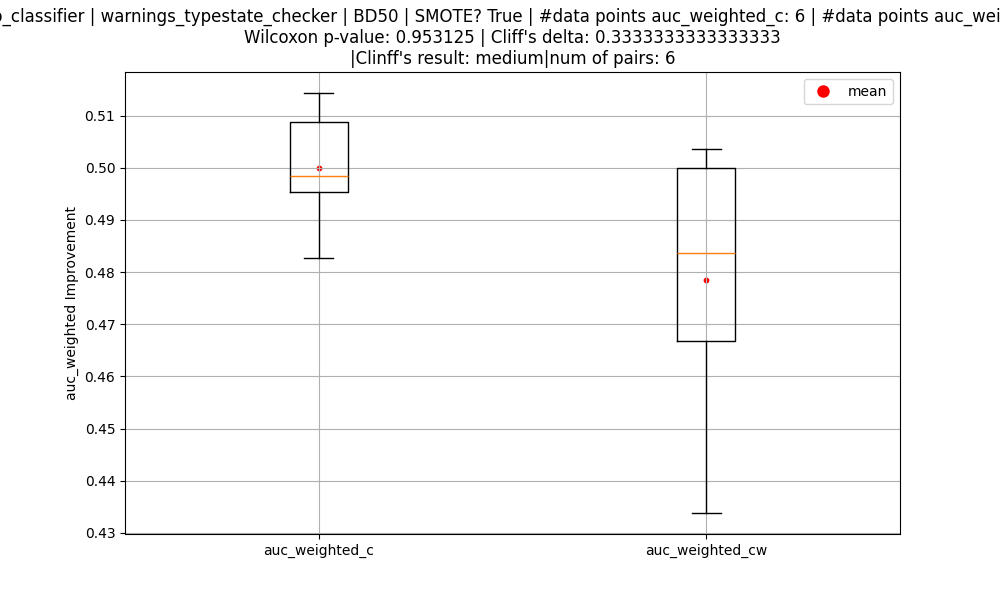 _classifier | warnings_typestate_checker | BD50 | SMOTE? True | #data points auc_weighted_c: 6 | #data points auc_wei
Wilcoxon p-value: 0.953125 | Cliff's delta: 0.3333333333333333
|Clinff's result: medium|num of pairs: 6
mean
0.51
0.50
0.49
0.48
0.47
0.46
0.45
0.44
0.43
auc_weighted Improvement
auc_weighted_c
auc_weighted_cw